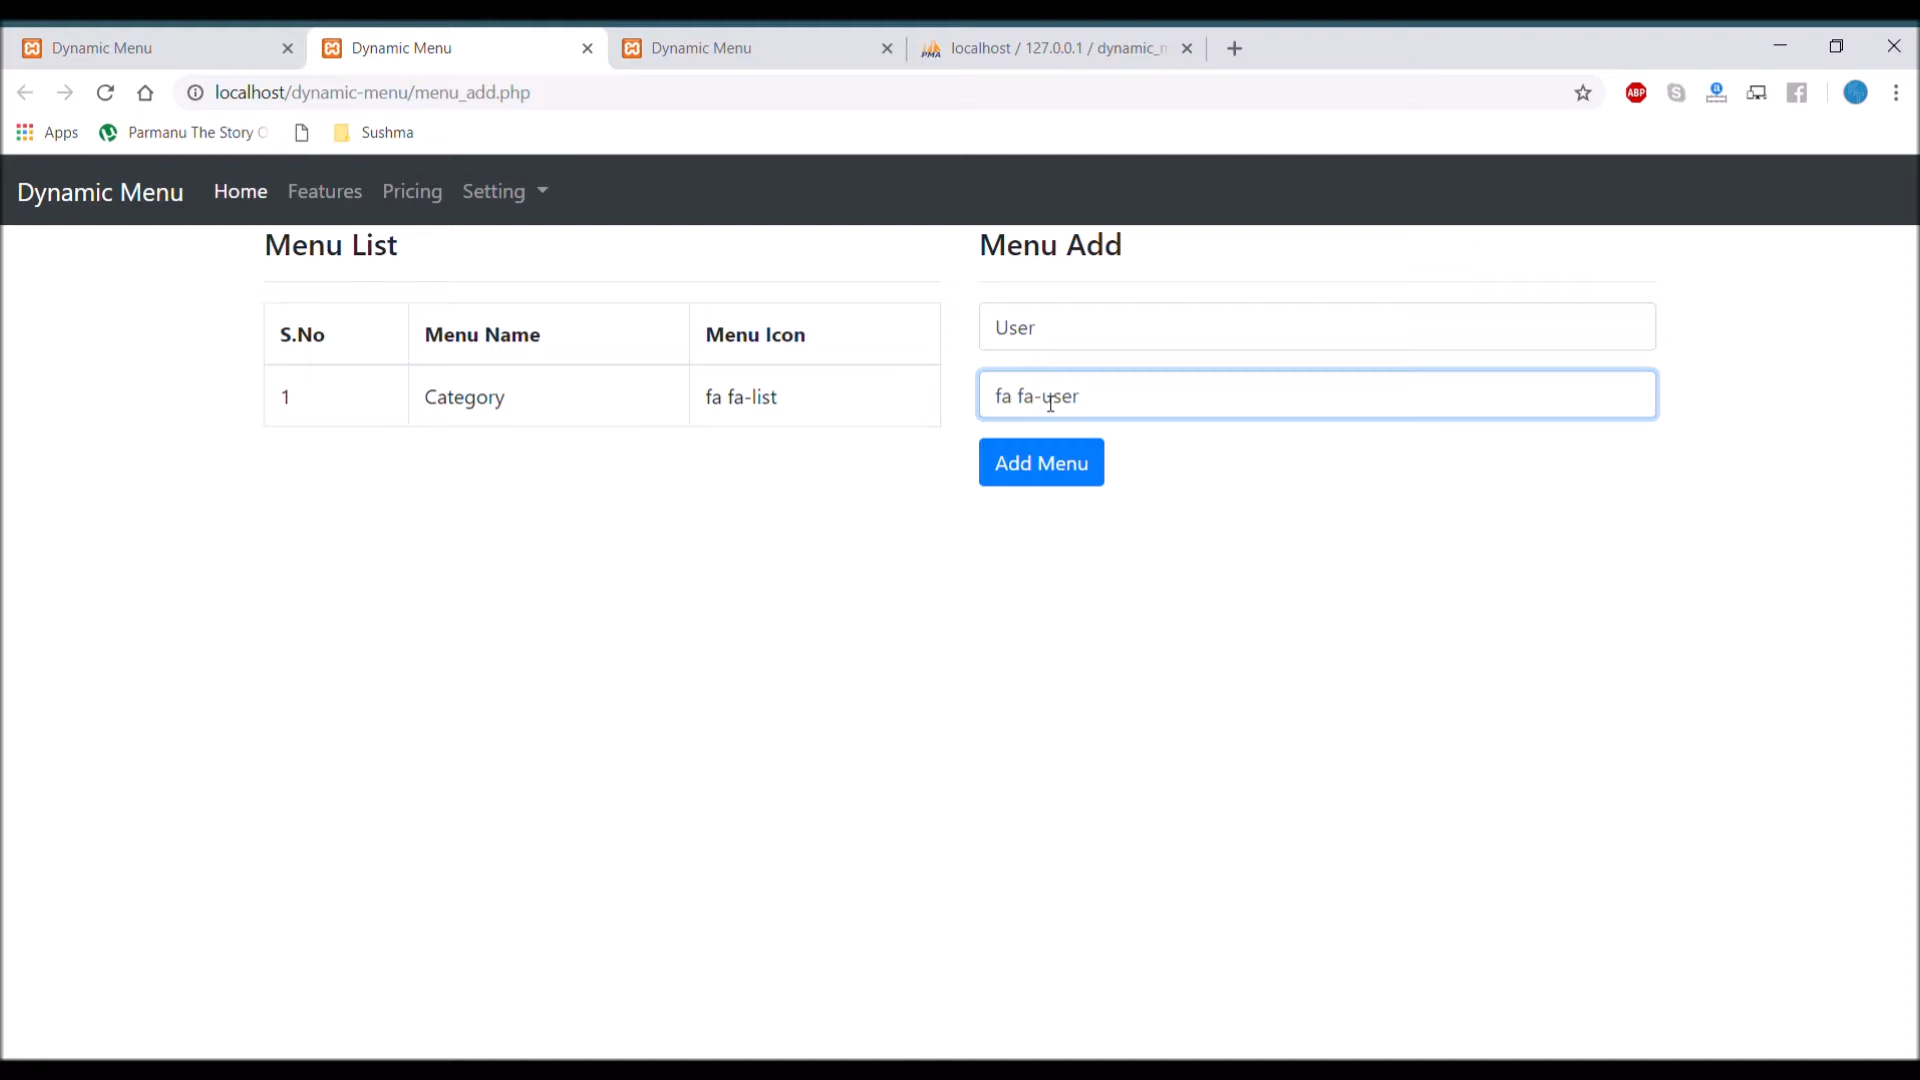 Dynamic Menu
Dynamic Menu
Dynamic Menu
PMA localhost / 127.0.0.1 / dynamic_
localhost/dynamic-menu/menu_add.php
ABP
Apps
Parmanu The Story
Sushma
Dynamic Menu Home Features Pricing Setting
Menu List
S.No Menu Name Menu Icon
1 Category fa fa-list
Menu Add
User
fa fa-user
Add Menu